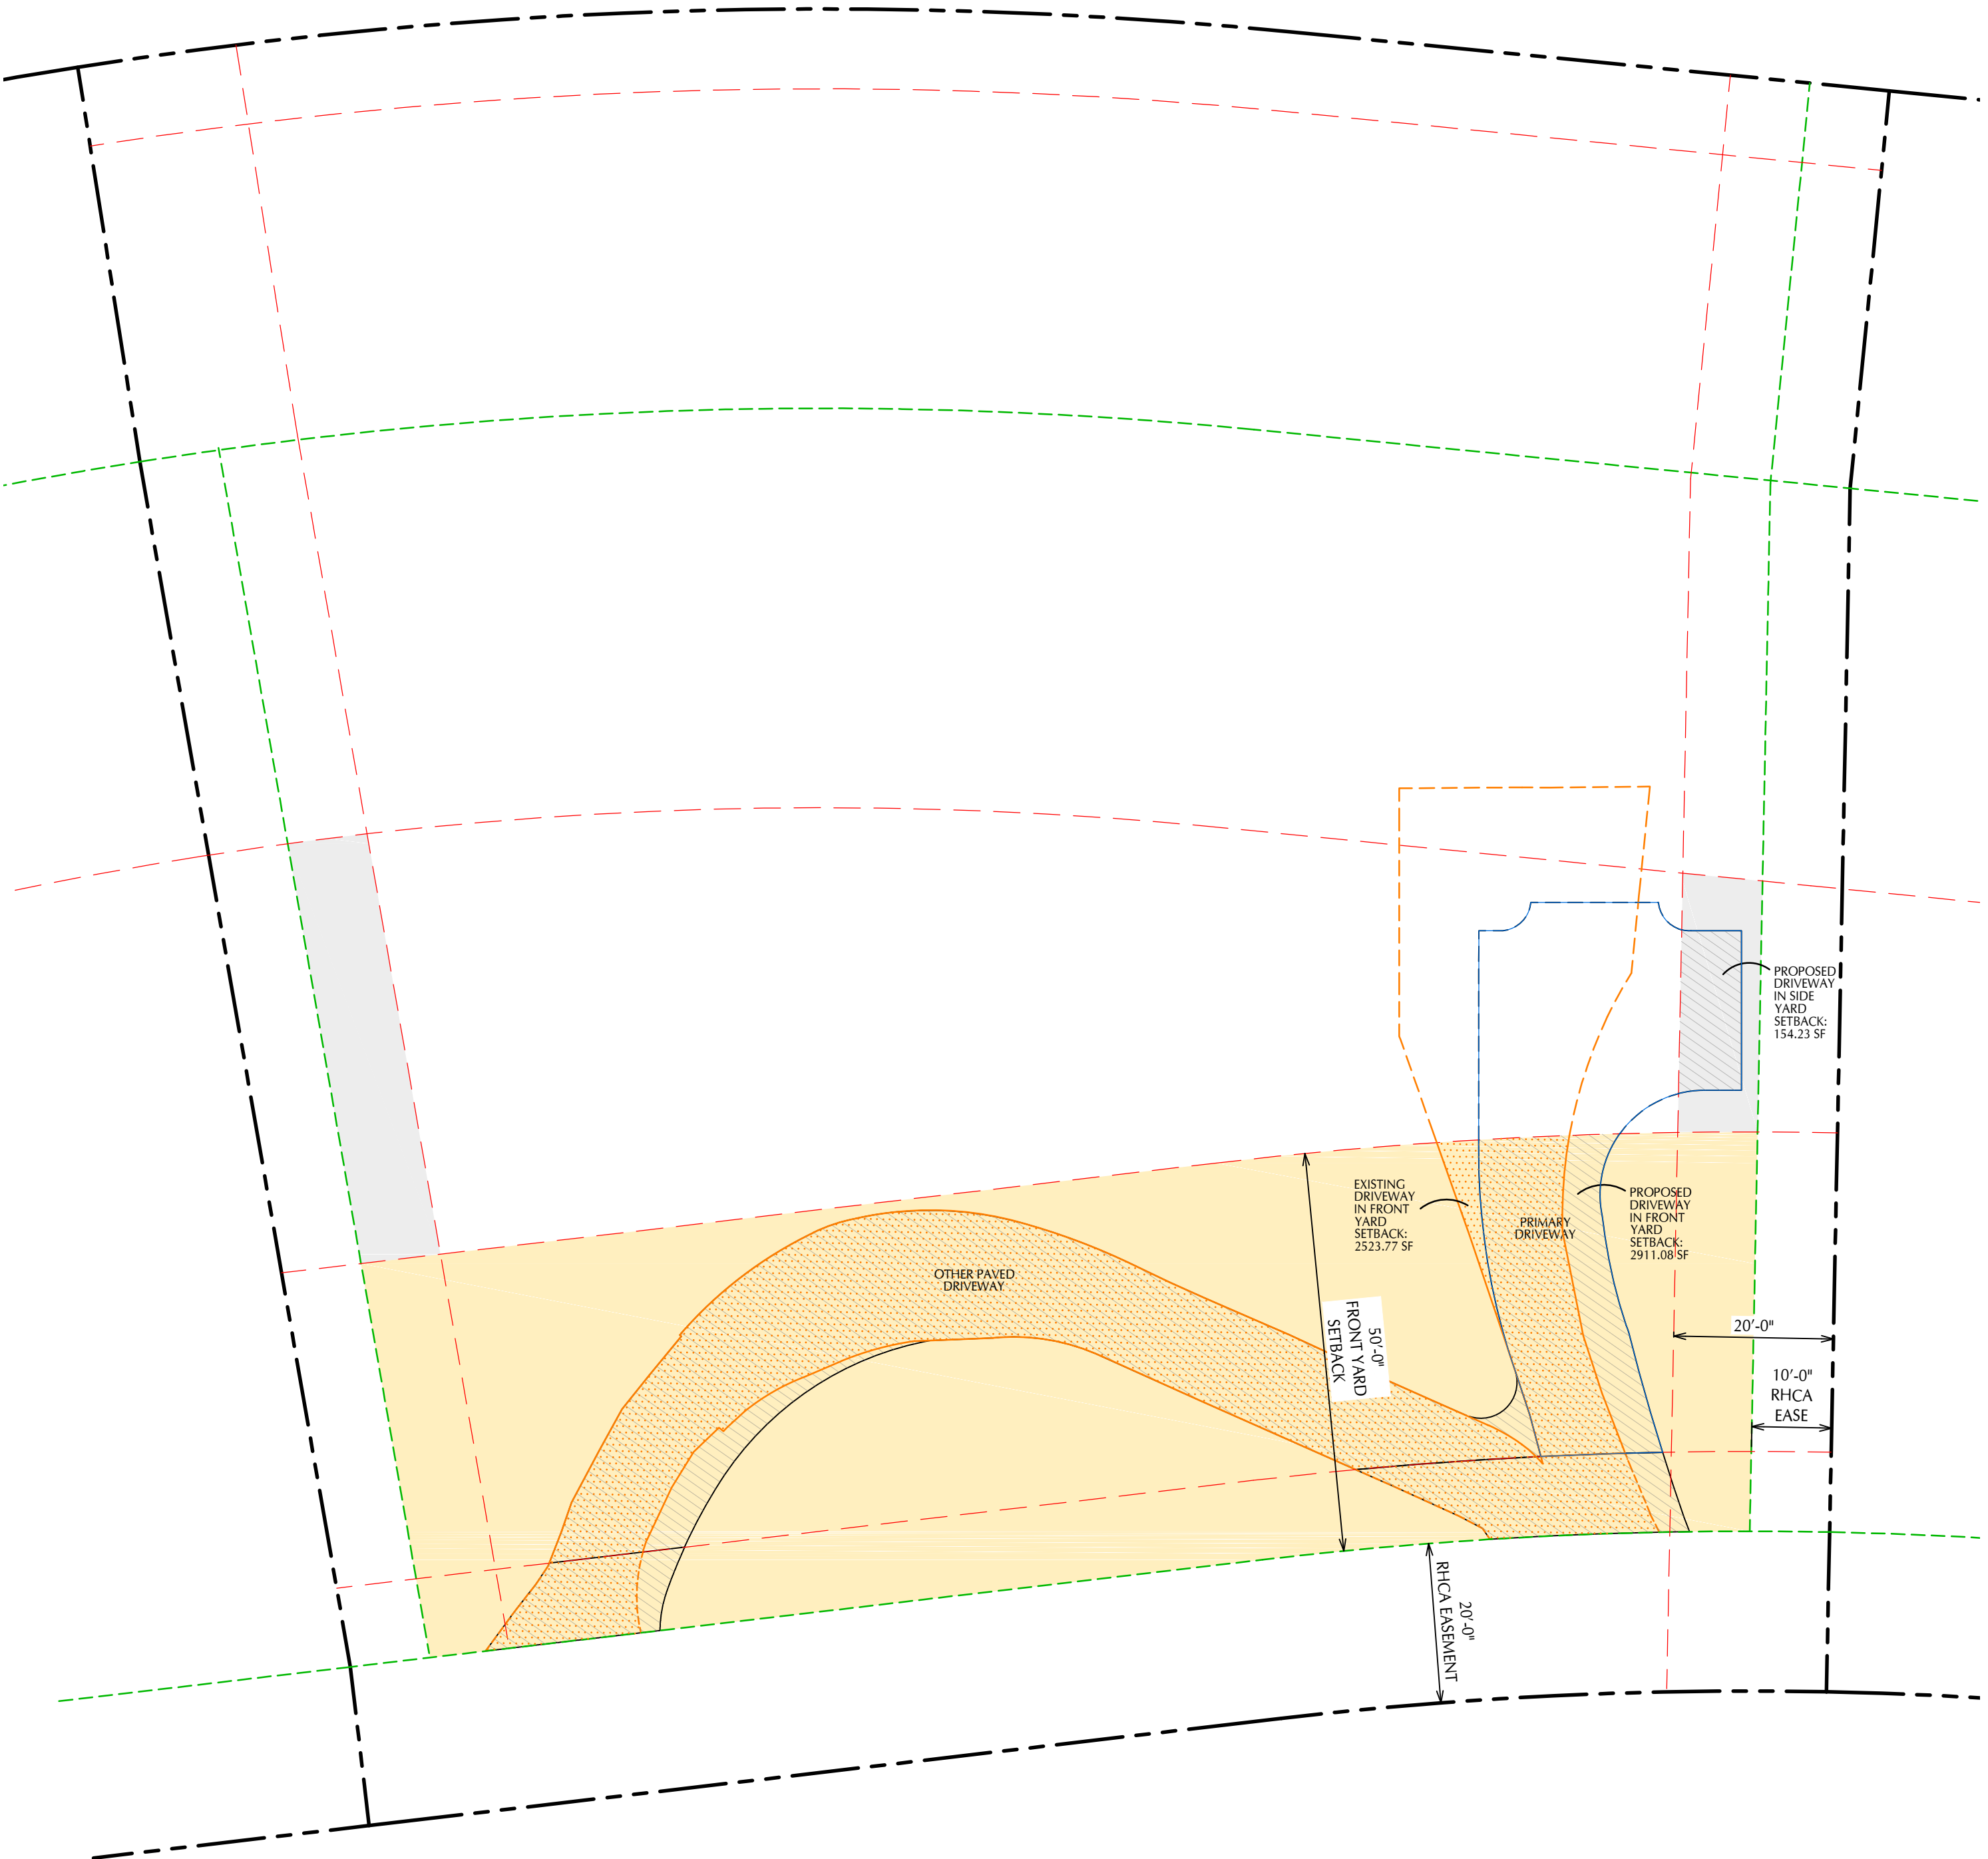 PROPOSED
DRIVEWAY
IN SIDE
YARD
SETBACK:
154.23 SF
EXISTING
DRIVEWAY
IN FRONT
YARD
SETBACK:
2523.77 SF
PRIMARY
DRIVEWAY
PROPOSED
DRIVEWAY
IN FRONT
YARD
SETBACK:
2911.08 SF
OTHER PAVED
DRIVEWAY
50'-0"
FRONT YARD
SETBACK
20'-0"
10'-0"
RHCA
EASE
20'-0"
RHCA EASEMENT